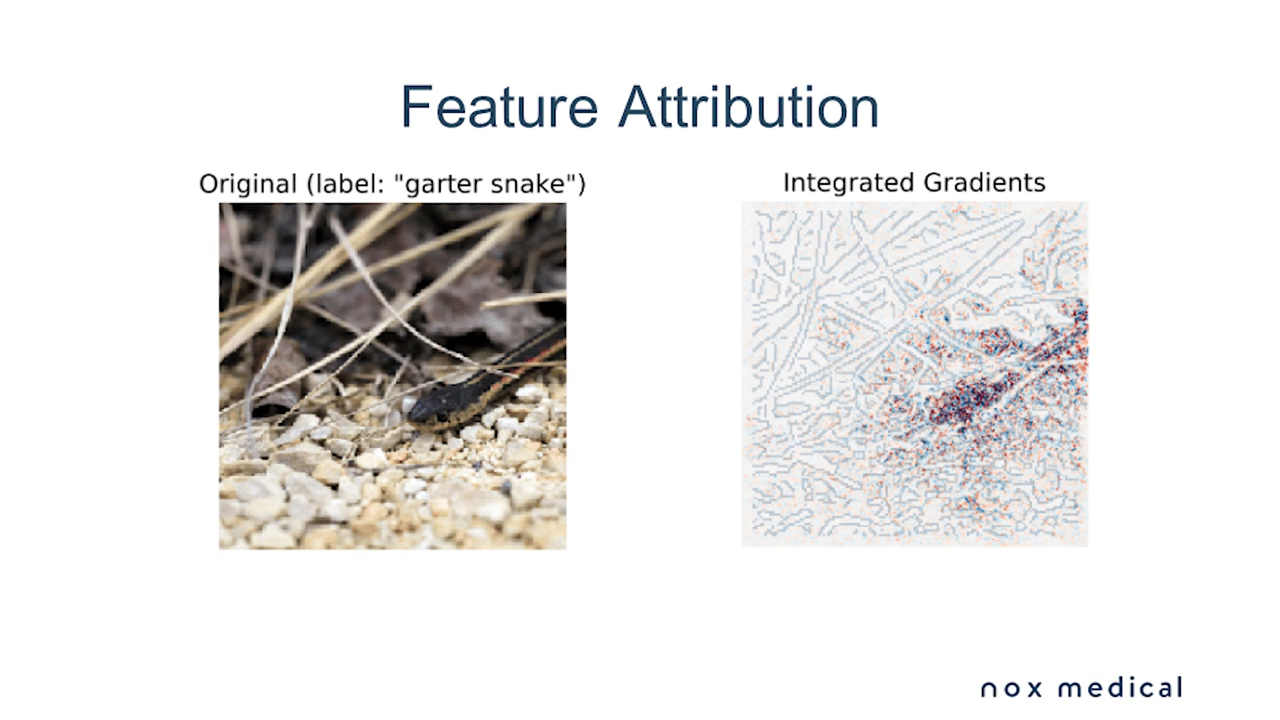 Feature Attribution
Original (label: "garter snake")
Integrated Gradients
nox medical